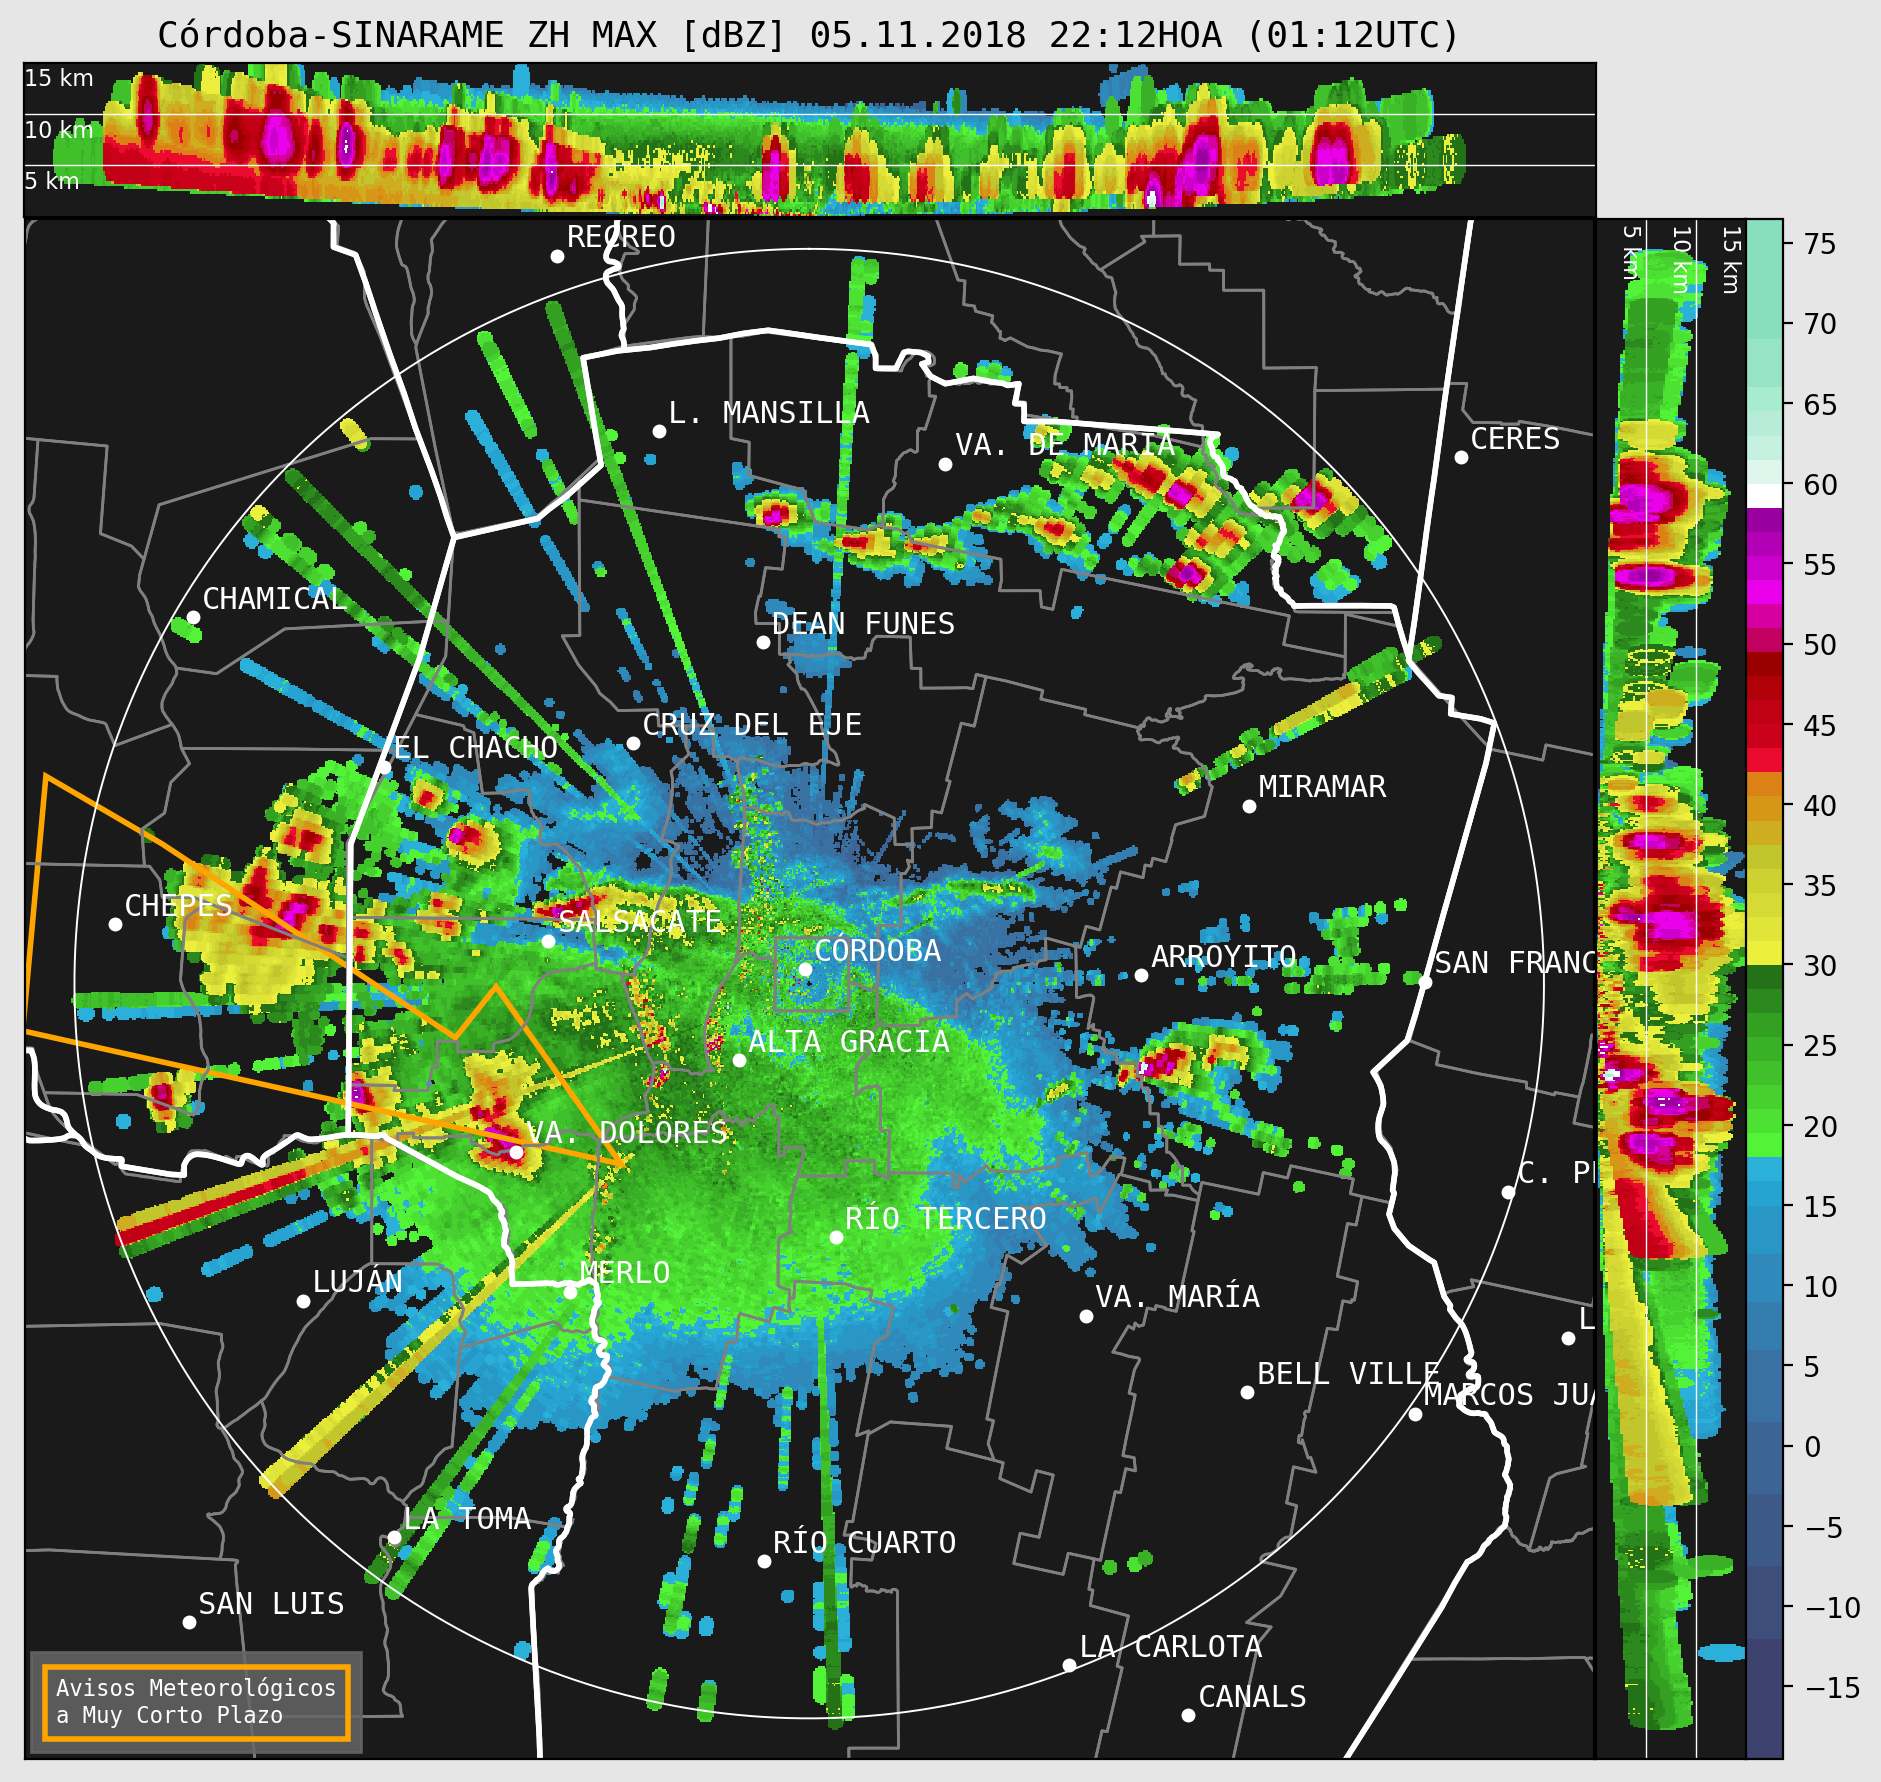 Córdoba-SINARAME ZH MAX [dBZ] 05.11.2018 22:12HOA (01:12UTC)
15 km
10 km
5 km
5 km
10 km
15 km
RECREO
L. MANSILLA
VA. DE MARÍA
CERES
CHAMICAL
DEAN FUNES
CRUZ DEL EJE
EL CHACHO
MIRAMAR
CHEPES
SALSACATE
CÓRDOBA
ARROYITO
SAN FRANC
ALTA GRACIA
VA. DOLORES
C. PE
RÍO TERCERO
MERLO
LUJÁN
VA. MARÍA
L
BELL VILLE
MARCOS JUÁ
LA TOMA
RÍO CUARTO
SAN LUIS
LA CARLOTA
CANALS
Avisos Meteorológicos
a Muy Corto Plazo
75
70
65
60
55
50
45
40
35
30
25
20
15
10
5
0
−5
−10
−15